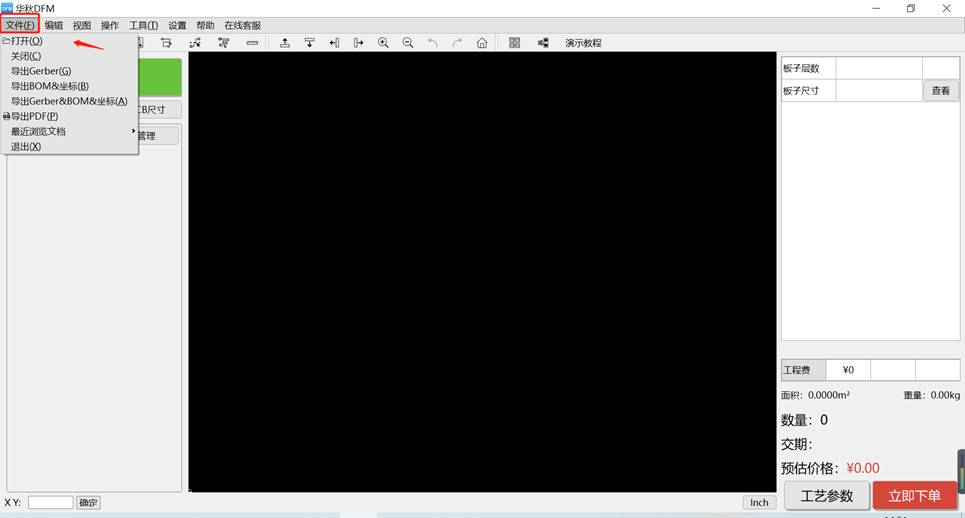 DFM 华秋DFM
文件(F) 编辑 视图 操作 工具(T) 设置 帮助 在线客服
打开(O)
关闭(C)
导出Gerber(G)
导出BOM&坐标(B)
导出Gerber&BOM&坐标(A)
导出PDF(P)
最近浏览文档
退出(X)
演示教程
CB尺寸
管理
板子层数
板子尺寸 查看
工程费 ¥0
面积：0.0000m² 重量：0.00kg
数量：0
交期：
预估价格：¥0.00
工艺参数 立即下单
X Y: 确定 Inch